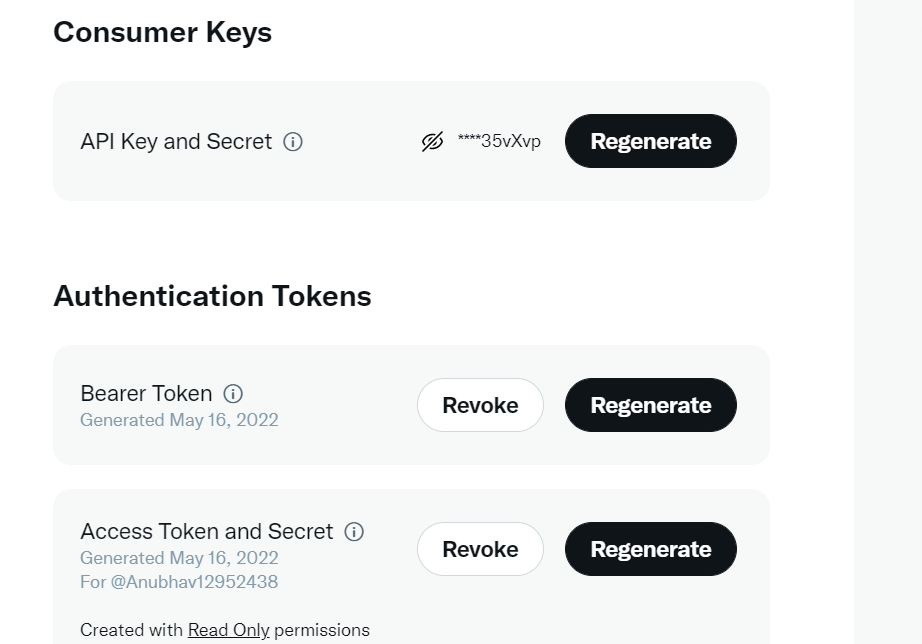 Consumer Keys
API Key and Secret
****35vXvp
Regenerate
Authentication Tokens
Bearer Token
Generated May 16, 2022
Revoke
Regenerate
Access Token and Secret
Generated May 16, 2022
For @Anubhav12952438
Revoke
Regenerate
Created with Read Only permissions